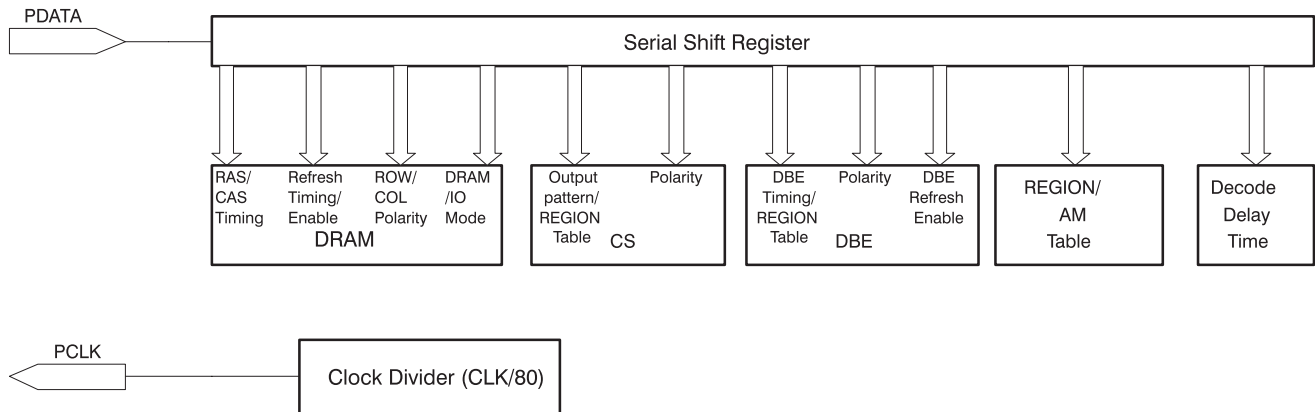 PDATA
Serial Shift Register
RAS/
CAS
Timing
Refresh
Timing/
Enable
ROW/
COL
Polarity
DRAM
/IO
Mode
DRAM
Output
pattern/
REGION
Table
Polarity
CS
DBE
Timing/
REGION
Table
Polarity
DBE
Refresh
Enable
DBE
REGION/
AM
Table
Decode
Delay
Time
PCLK
Clock Divider (CLK/80)